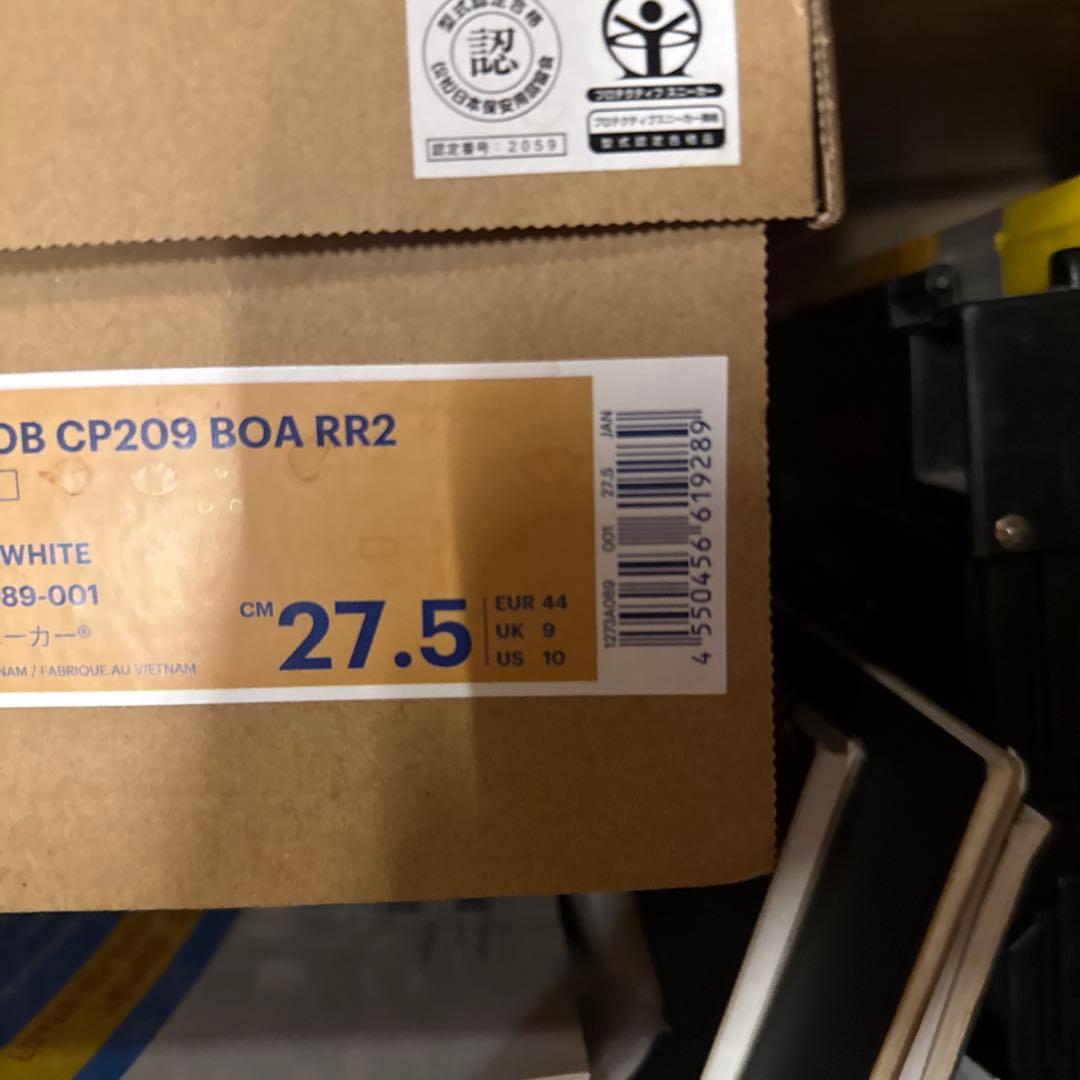 型式認定合格
認
(公社)日本保安用品協会
認定番号：2059
プロテクティブスニーカー
プロテクティブスニーカー規格
型式認定合格品
OB CP209 BOA RR2
WHITE
089-001
ーカー®
NAM / FABRIQUE AU VIETNAM
CM 27.5
EUR 44
UK 9
US 10
1273A089 001 27.5 JAN
4 550456 619289